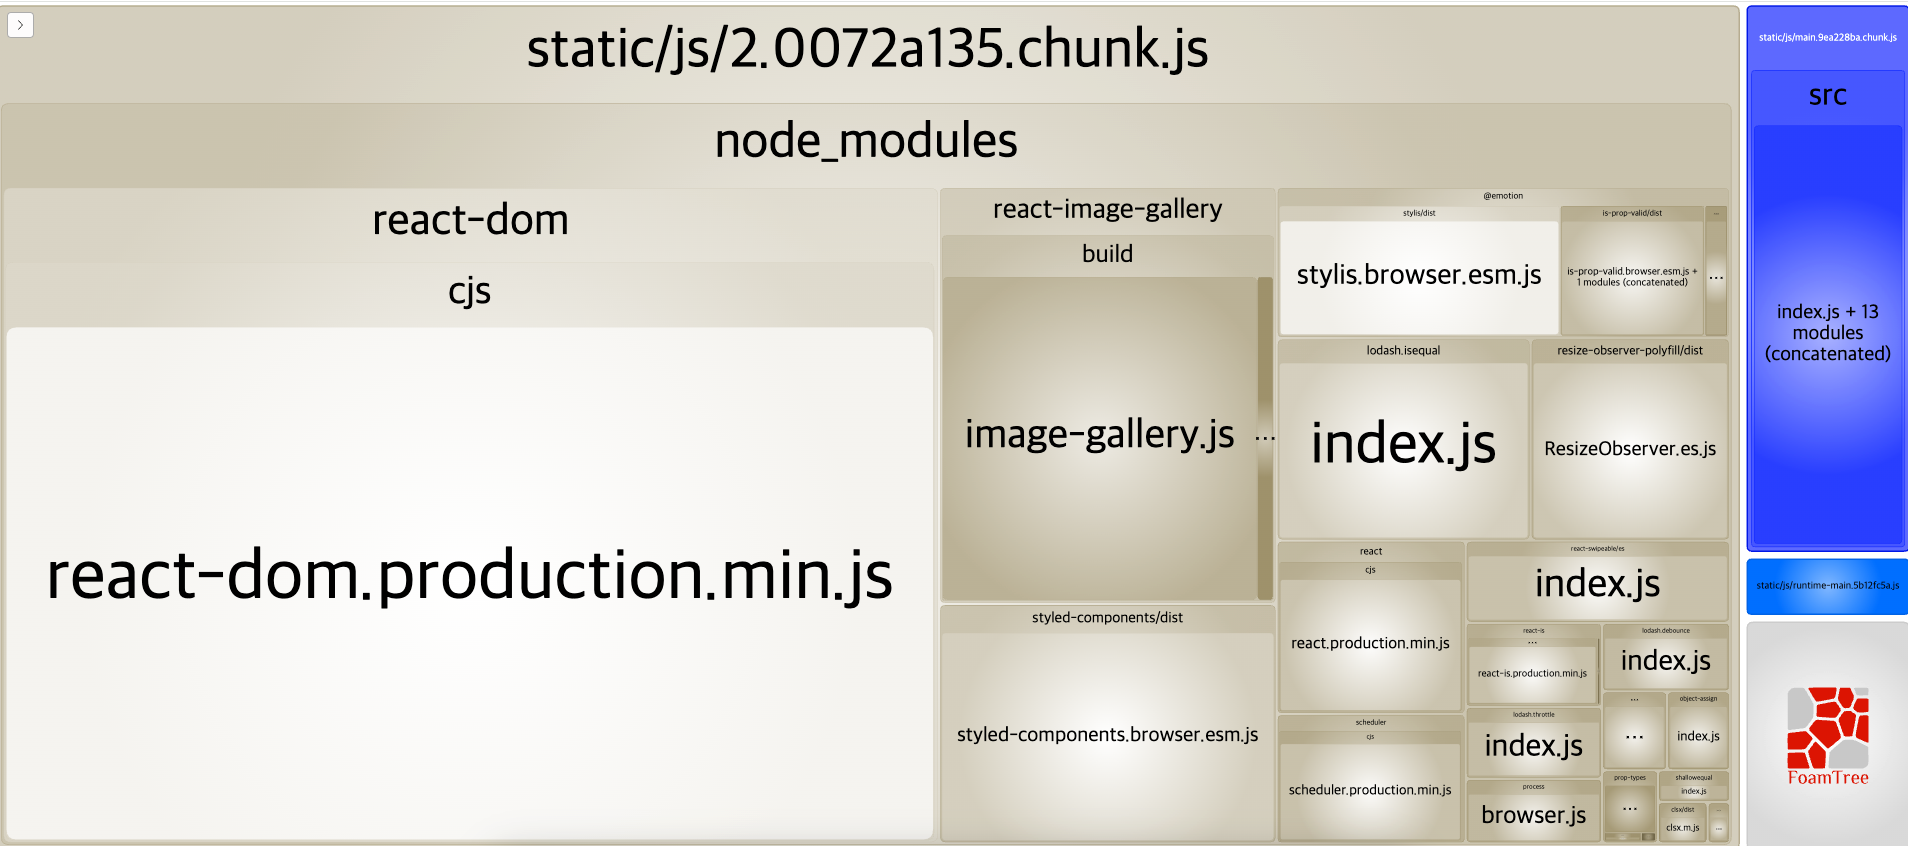 static/js/2.0072a135.chunk.js
node_modules
react-dom
cjs
react-dom.production.min.js
react-image-gallery
build
image-gallery.js
...
styled-components/dist
styled-components.browser.esm.js
@emotion
stylis/dist
stylis.browser.esm.js
is-prop-valid/dist
is-prop-valid.browser.esm.js +
1 modules (concatenated)
...
...
lodash.isequal
index.js
resize-observer-polyfill/dist
ResizeObserver.es.js
react
cjs
react.production.min.js
scheduler
cjs
scheduler.production.min.js
react-swipeable/es
index.js
react-is
...
react-is.production.min.js
lodash.debounce
index.js
lodash.throttle
index.js
...
...
object-assign
index.js
process
browser.js
prop-types
...
shallowequal
index.js
clsx/dist
clsx.m.js
...
...
static/js/main.9ea228ba.chunk.js
src
index.js + 13
modules
(concatenated)
static/js/runtime-main.5b12fc5a.js
FoamTree